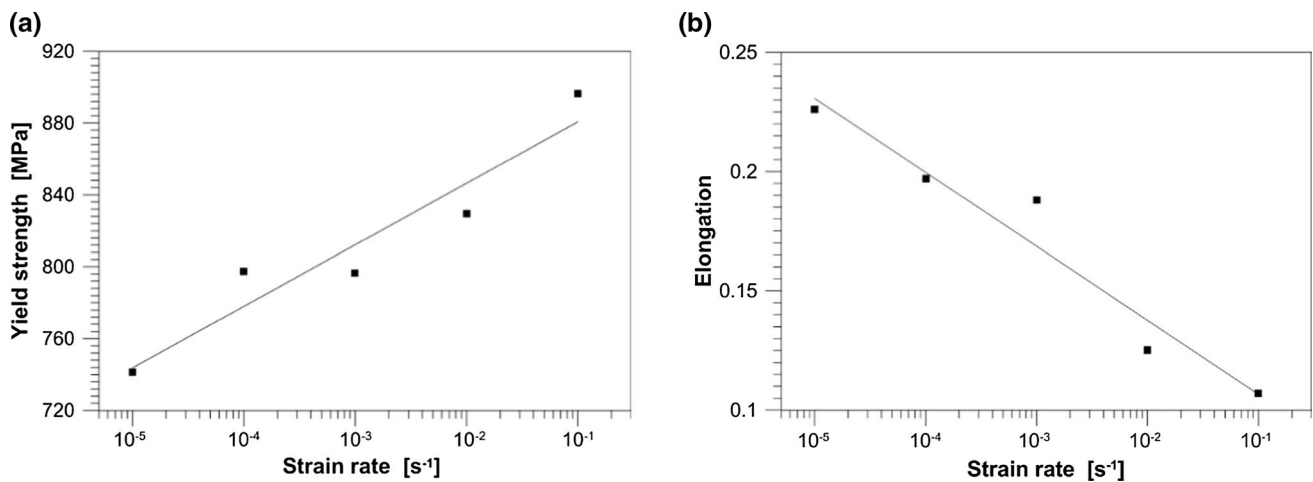 (a)
920
880
840
800
760
720
Yield strength [MPa]
10⁻⁵ 10⁻⁴ 10⁻³ 10⁻² 10⁻¹
Strain rate [s⁻¹]
(b)
0.25
0.2
0.15
0.1
Elongation
10⁻⁵ 10⁻⁴ 10⁻³ 10⁻² 10⁻¹
Strain rate [s⁻¹]